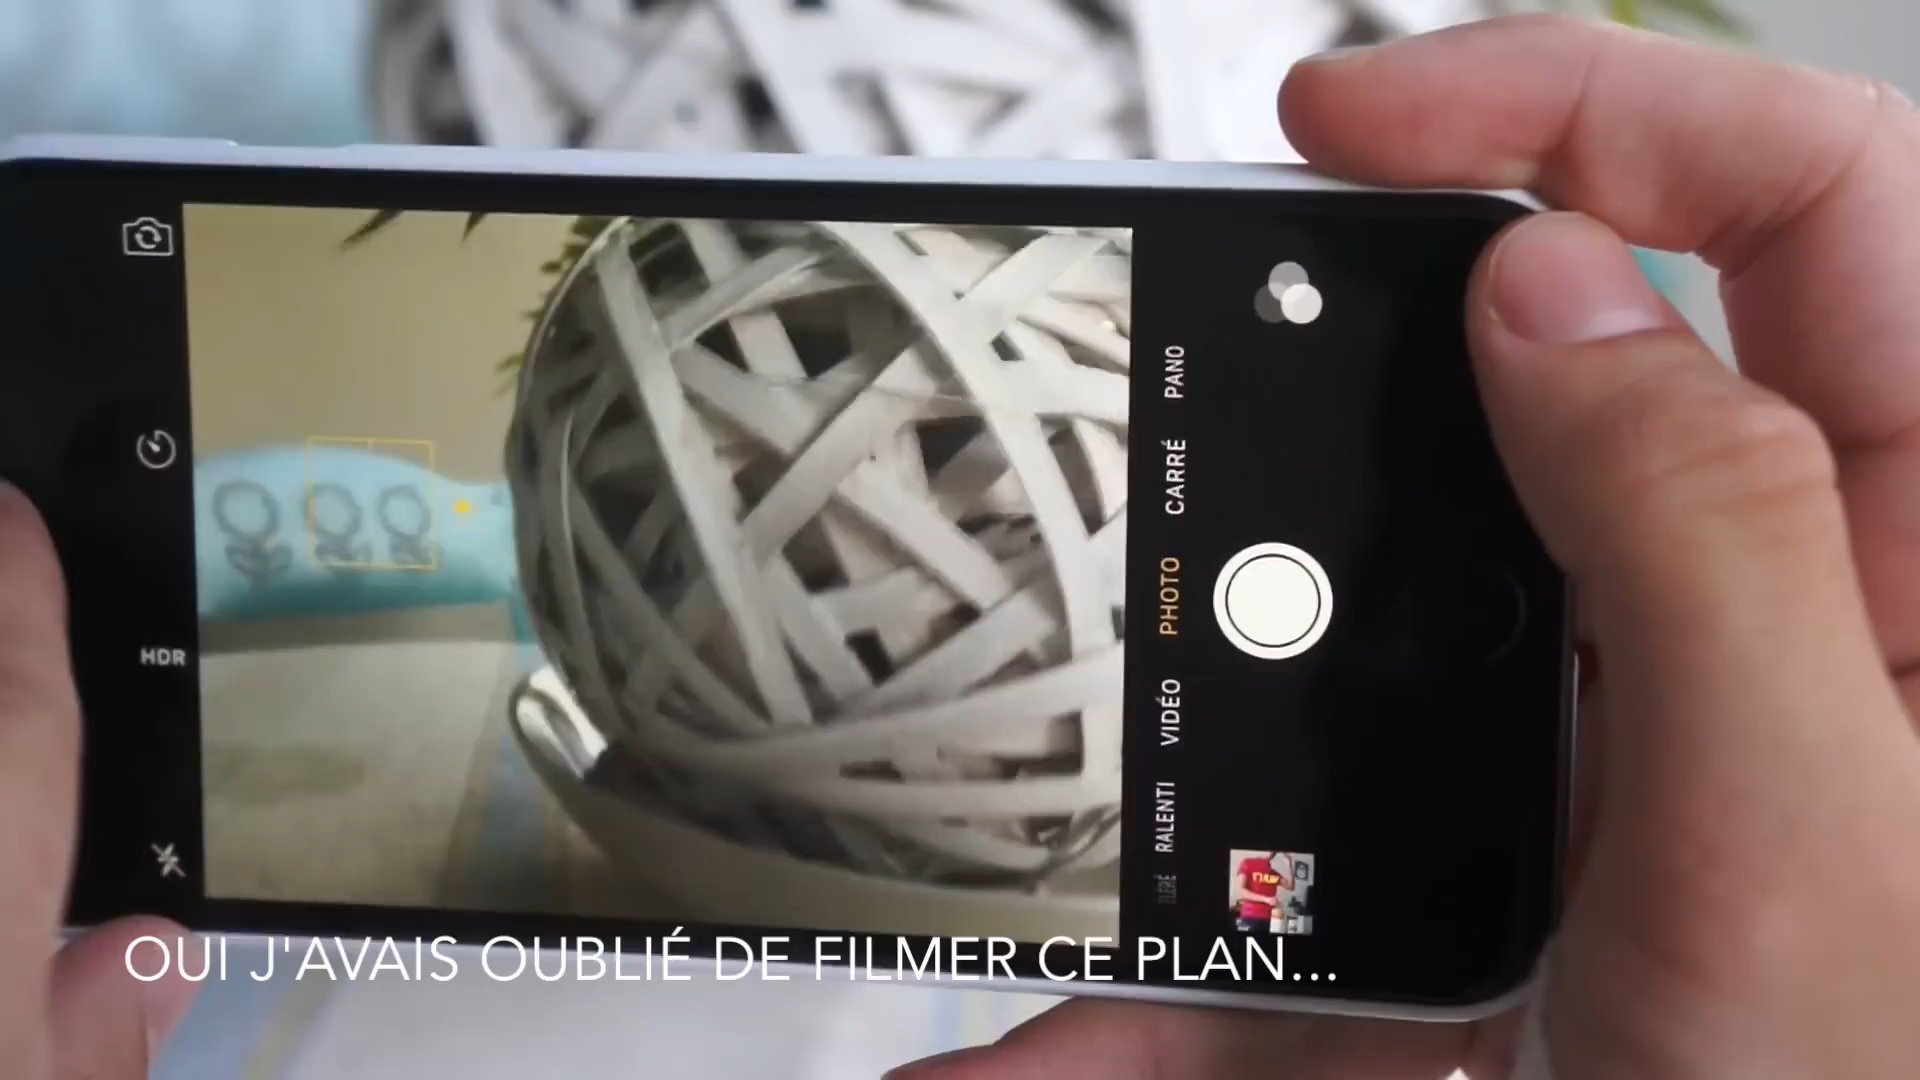 HDR
PANO
CARRÉ
PHOTO
VIDÉO
RALENTI
OUI J'AVAIS OUBLIÉ DE FILMER CE PLAN...